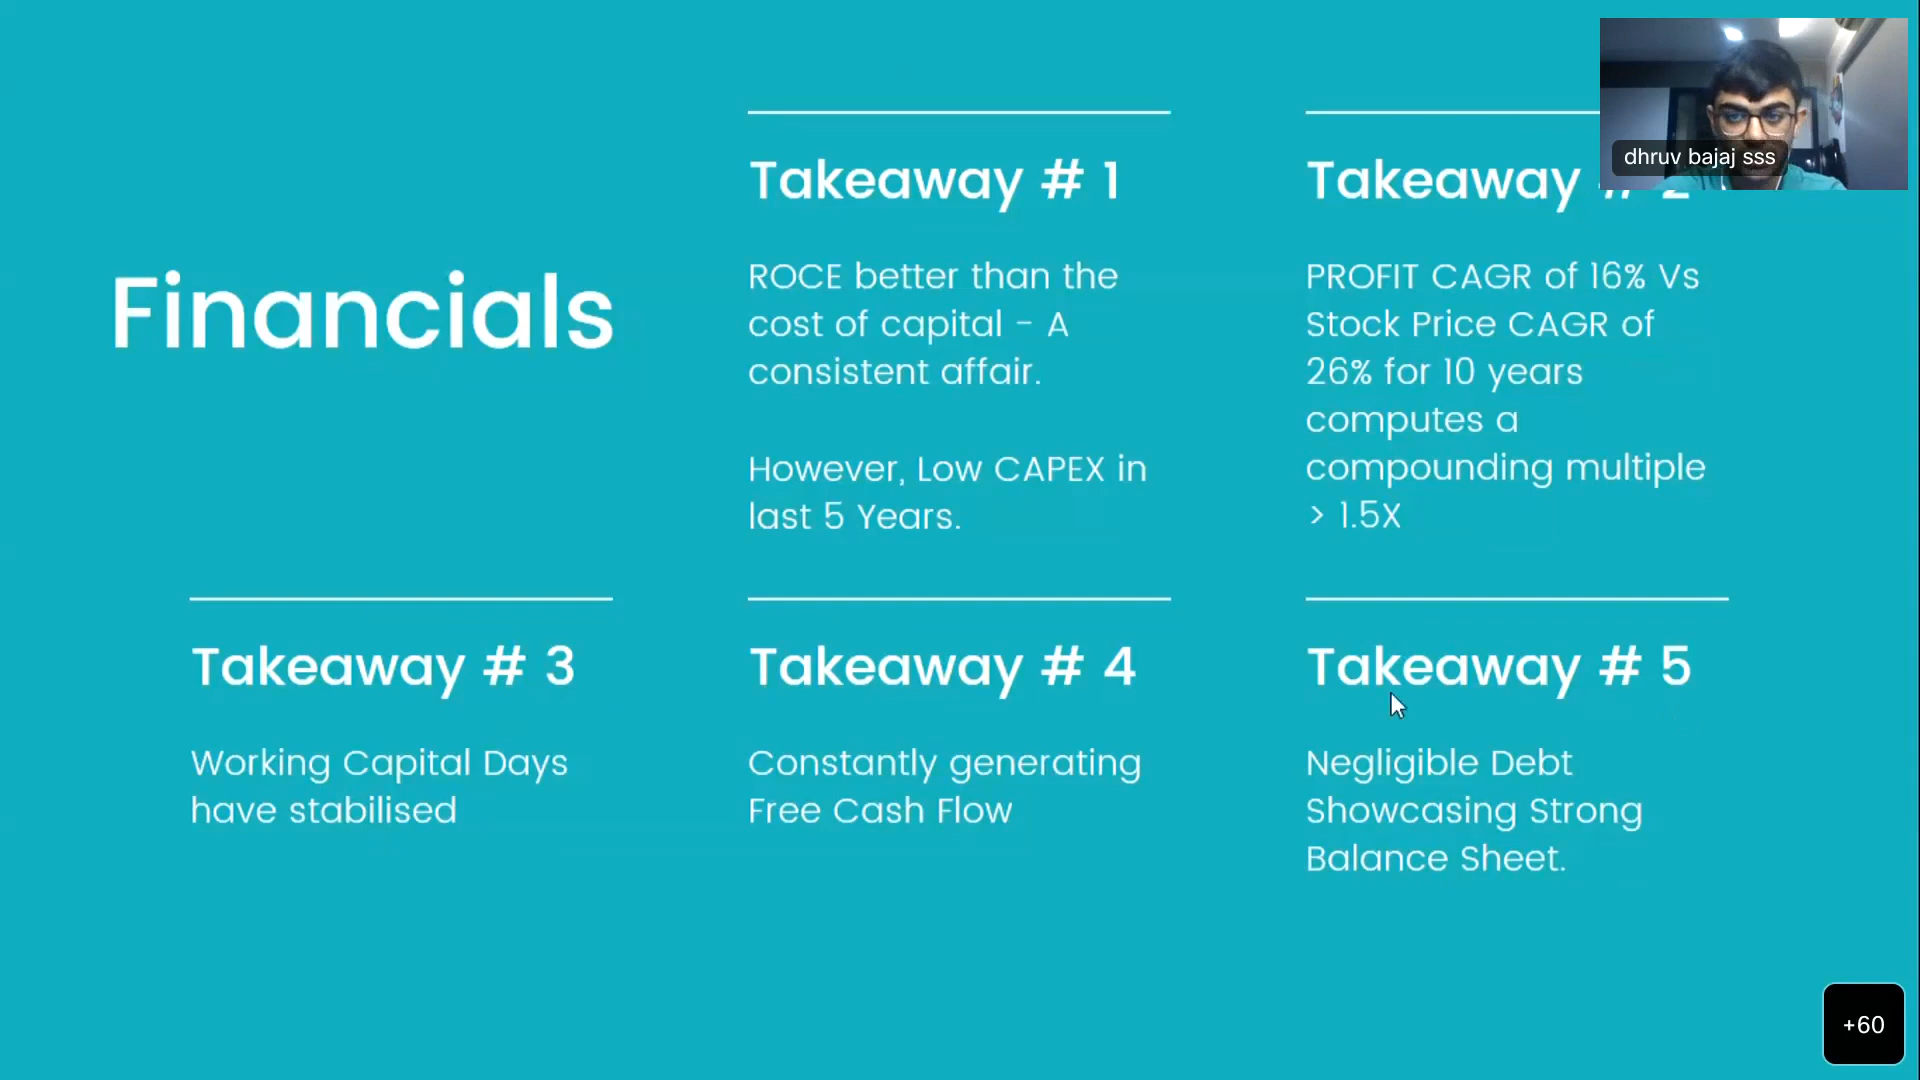 Financials
Takeaway # 1
ROCE better than the
cost of capital - A
consistent affair.
However, Low CAPEX in
last 5 Years.
Takeaway # 2
PROFIT CAGR of 16% Vs
Stock Price CAGR of
26% for 10 years
computes a
compounding multiple
> 1.5X
dhruv bajaj sss
Takeaway # 3
Working Capital Days
have stabilised
Takeaway # 4
Constantly generating
Free Cash Flow
Takeaway # 5
Negligible Debt
Showcasing Strong
Balance Sheet.
+60